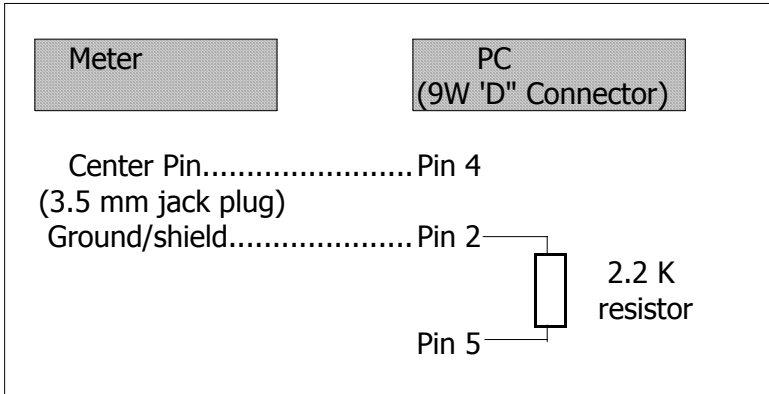 Meter
PC
(9W 'D" Connector)
Center Pin........................Pin 4
(3.5 mm jack plug)
Ground/shield.....................Pin 2
2.2 K
resistor
Pin 5